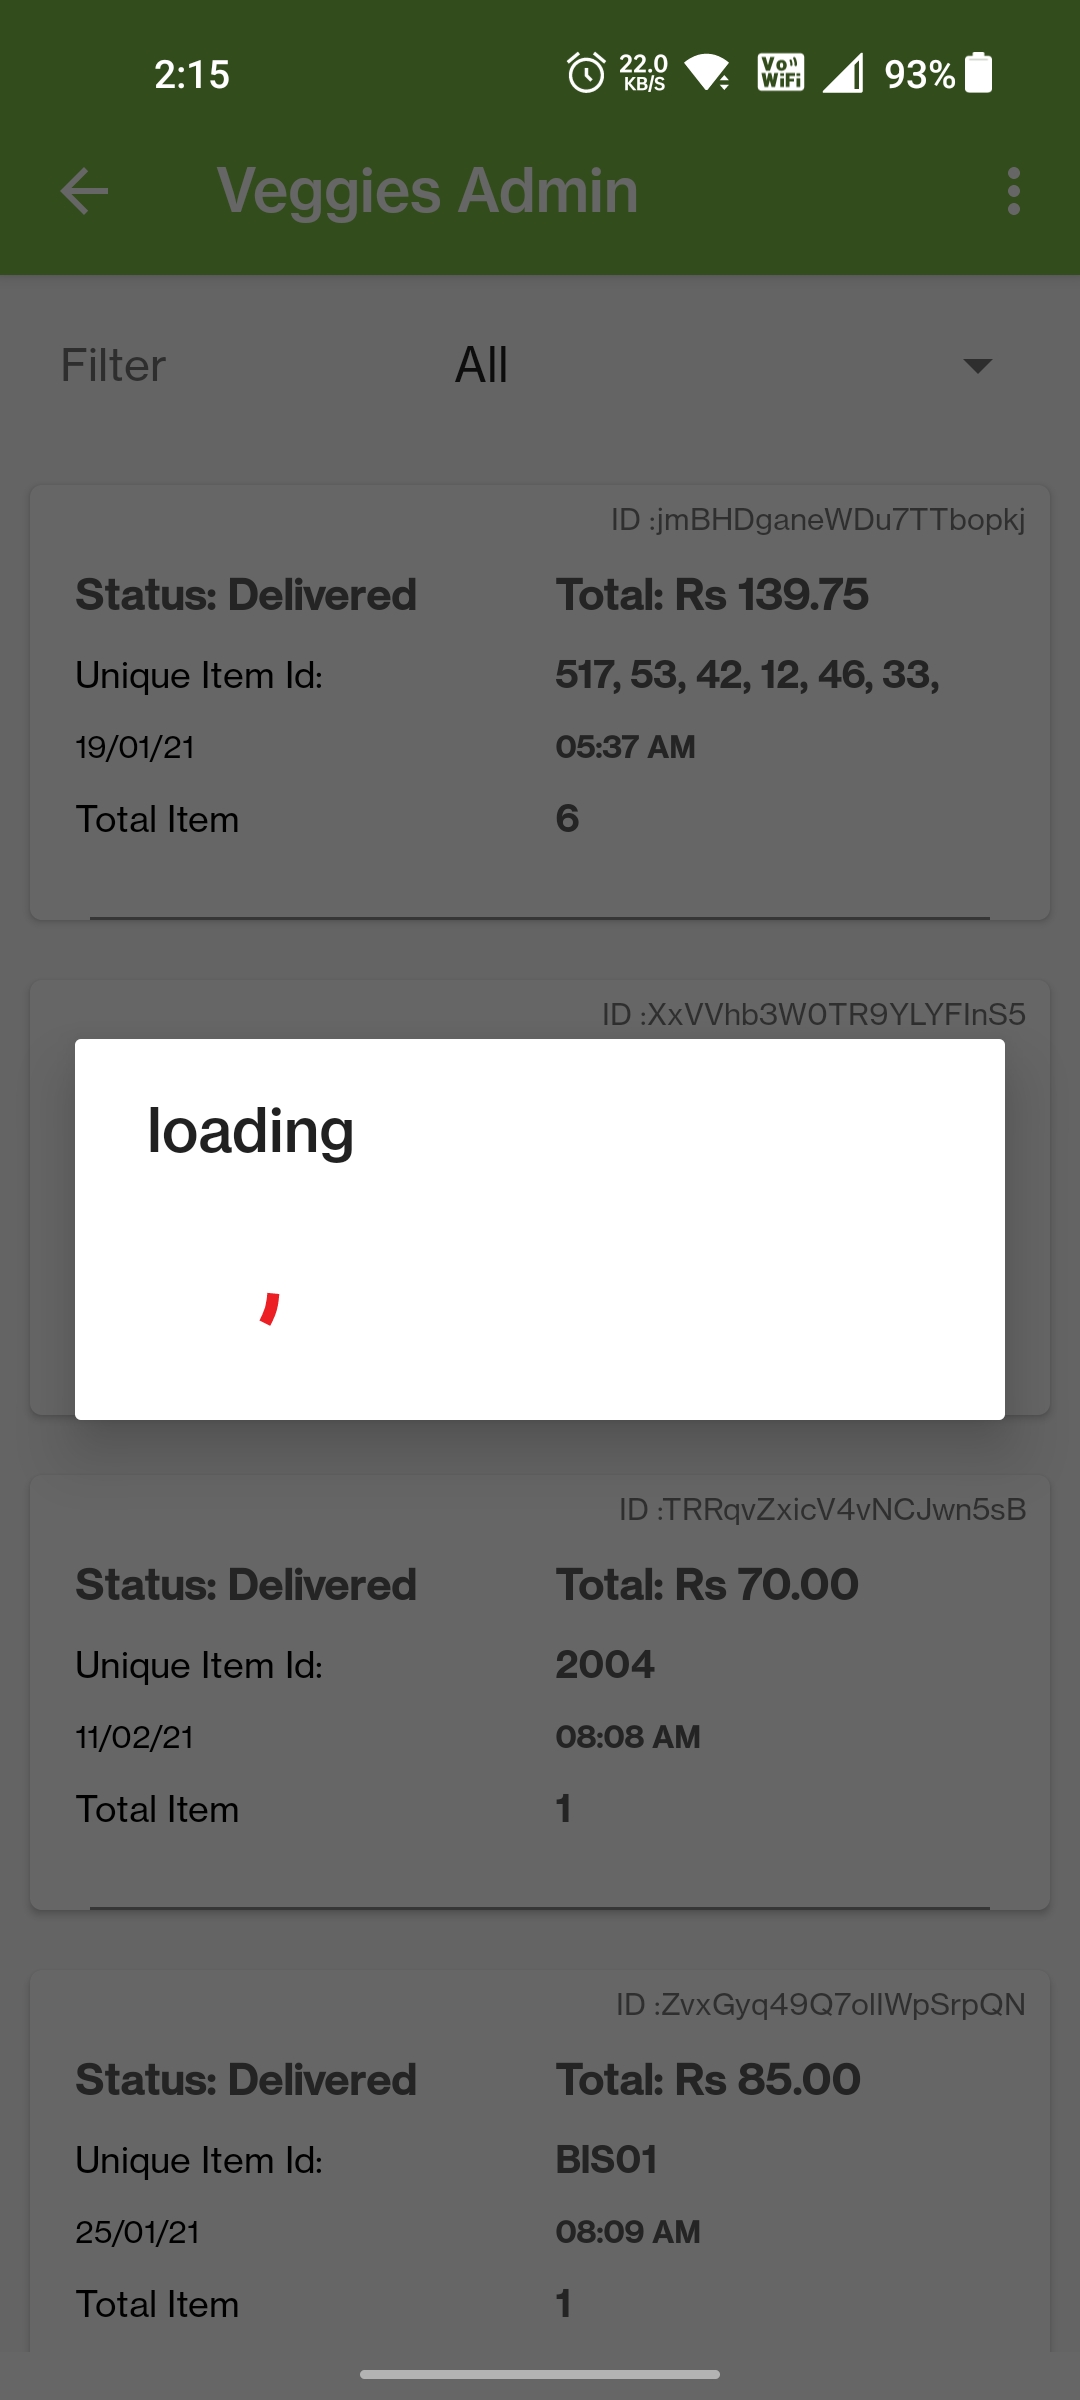 2:15 22.0 KB/S Vo WiFi 93%
Veggies Admin
Filter All
ID :jmBHDganeWDu7TTbopkj
Status: Delivered Total: Rs 139.75
Unique Item Id: 517, 53, 42, 12, 46, 33,
19/01/21 05:37 AM
Total Item 6
ID :XxVVhb3W0TR9YLYFInS5
loading
ID :TRRqvZxicV4vNCJwn5sB
Status: Delivered Total: Rs 70.00
Unique Item Id: 2004
11/02/21 08:08 AM
Total Item 1
ID :ZvxGyq49Q7olIWpSrpQN
Status: Delivered Total: Rs 85.00
Unique Item Id: BIS01
25/01/21 08:09 AM
Total Item 1